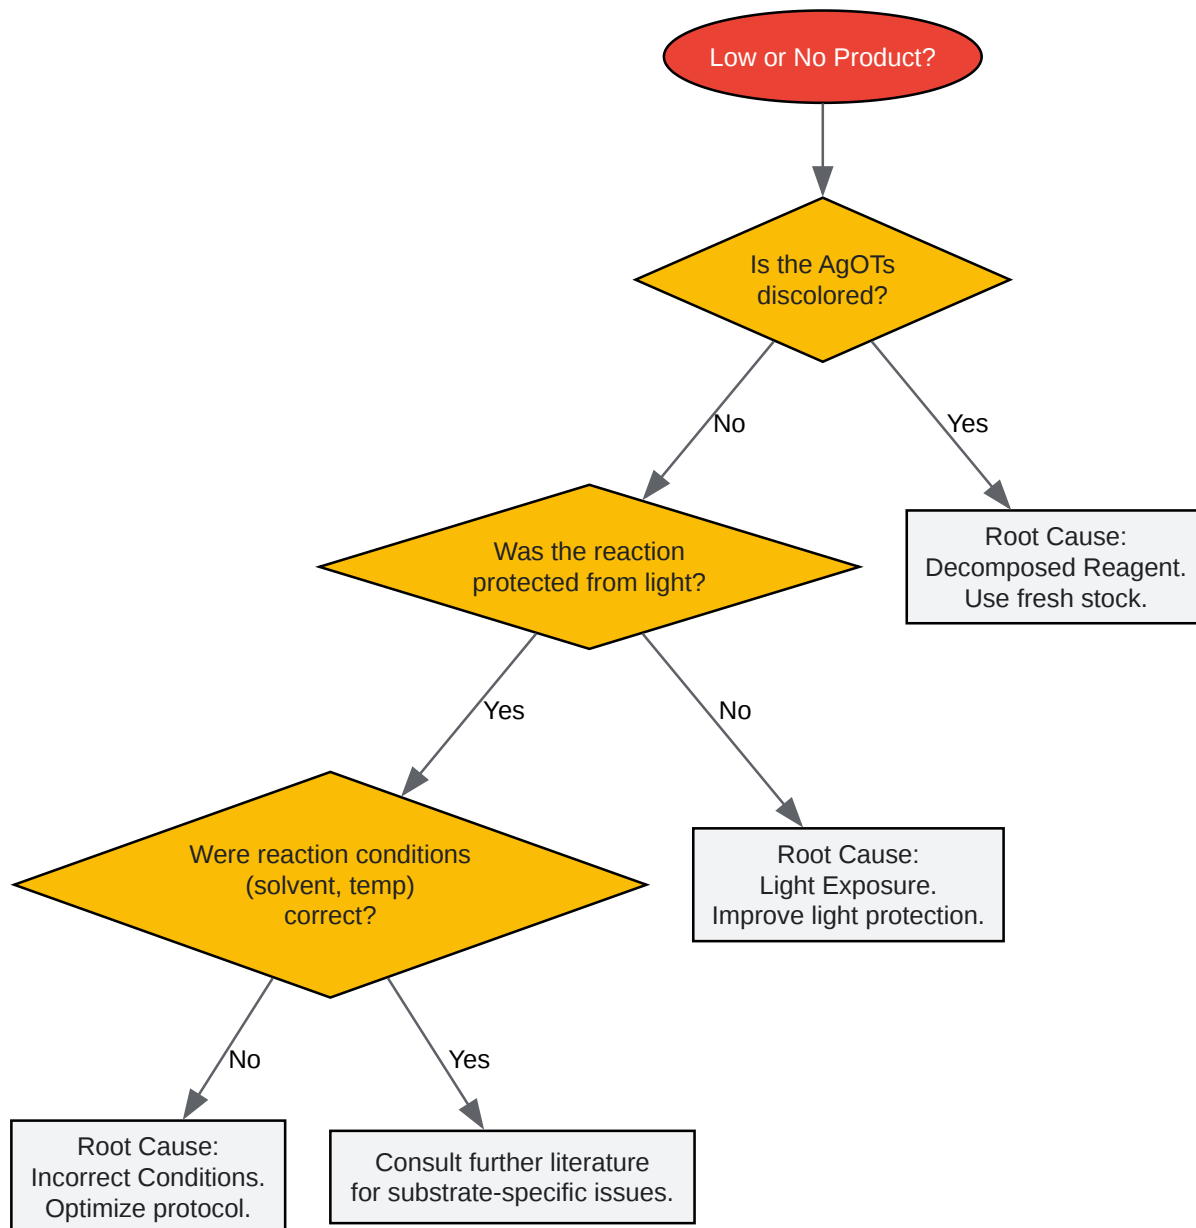 Low or No Product?
Is the AgOTs
discolored?
No
Yes
Was the reaction
protected from light?
Root Cause:
Decomposed Reagent.
Use fresh stock.
Yes
No
Were reaction conditions
(solvent, temp)
correct?
Root Cause:
Light Exposure.
Improve light protection.
No
Yes
Root Cause:
Incorrect Conditions.
Optimize protocol.
Consult further literature
for substrate-specific issues.